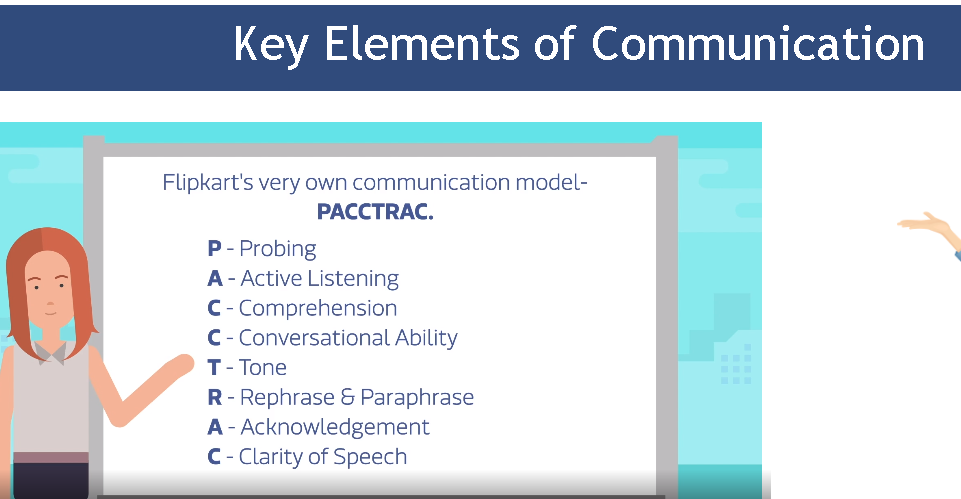 Key Elements of Communication
Flipkart's very own communication model-
PACCTRAC.
P - Probing
A - Active Listening
C - Comprehension
C - Conversational Ability
T - Tone
R - Rephrase & Paraphrase
A - Acknowledgement
C - Clarity of Speech